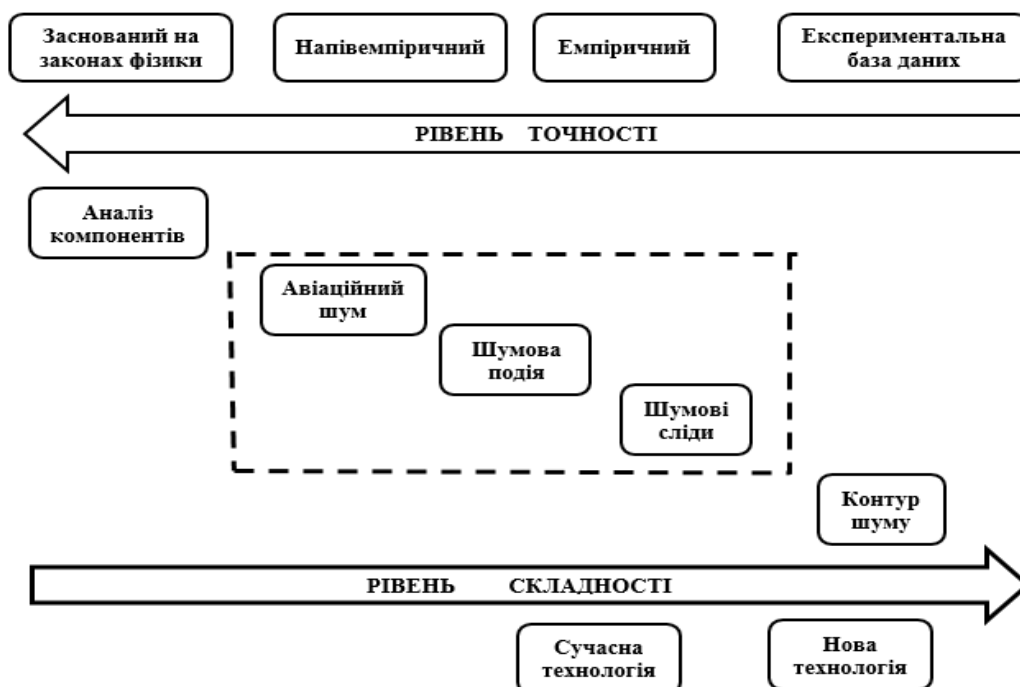 Заснований на
законах фізики
Напівемпіричний
Емпіричний
Експериментальна
база даних
РІВЕНЬ ТОЧНОСТІ
Аналіз
компонентів
Авіаційний
шум
Шумова
подія
Шумові
сліди
Контур
шуму
РІВЕНЬ СКЛАДНОСТІ
Сучасна
технологія
Нова
технологія